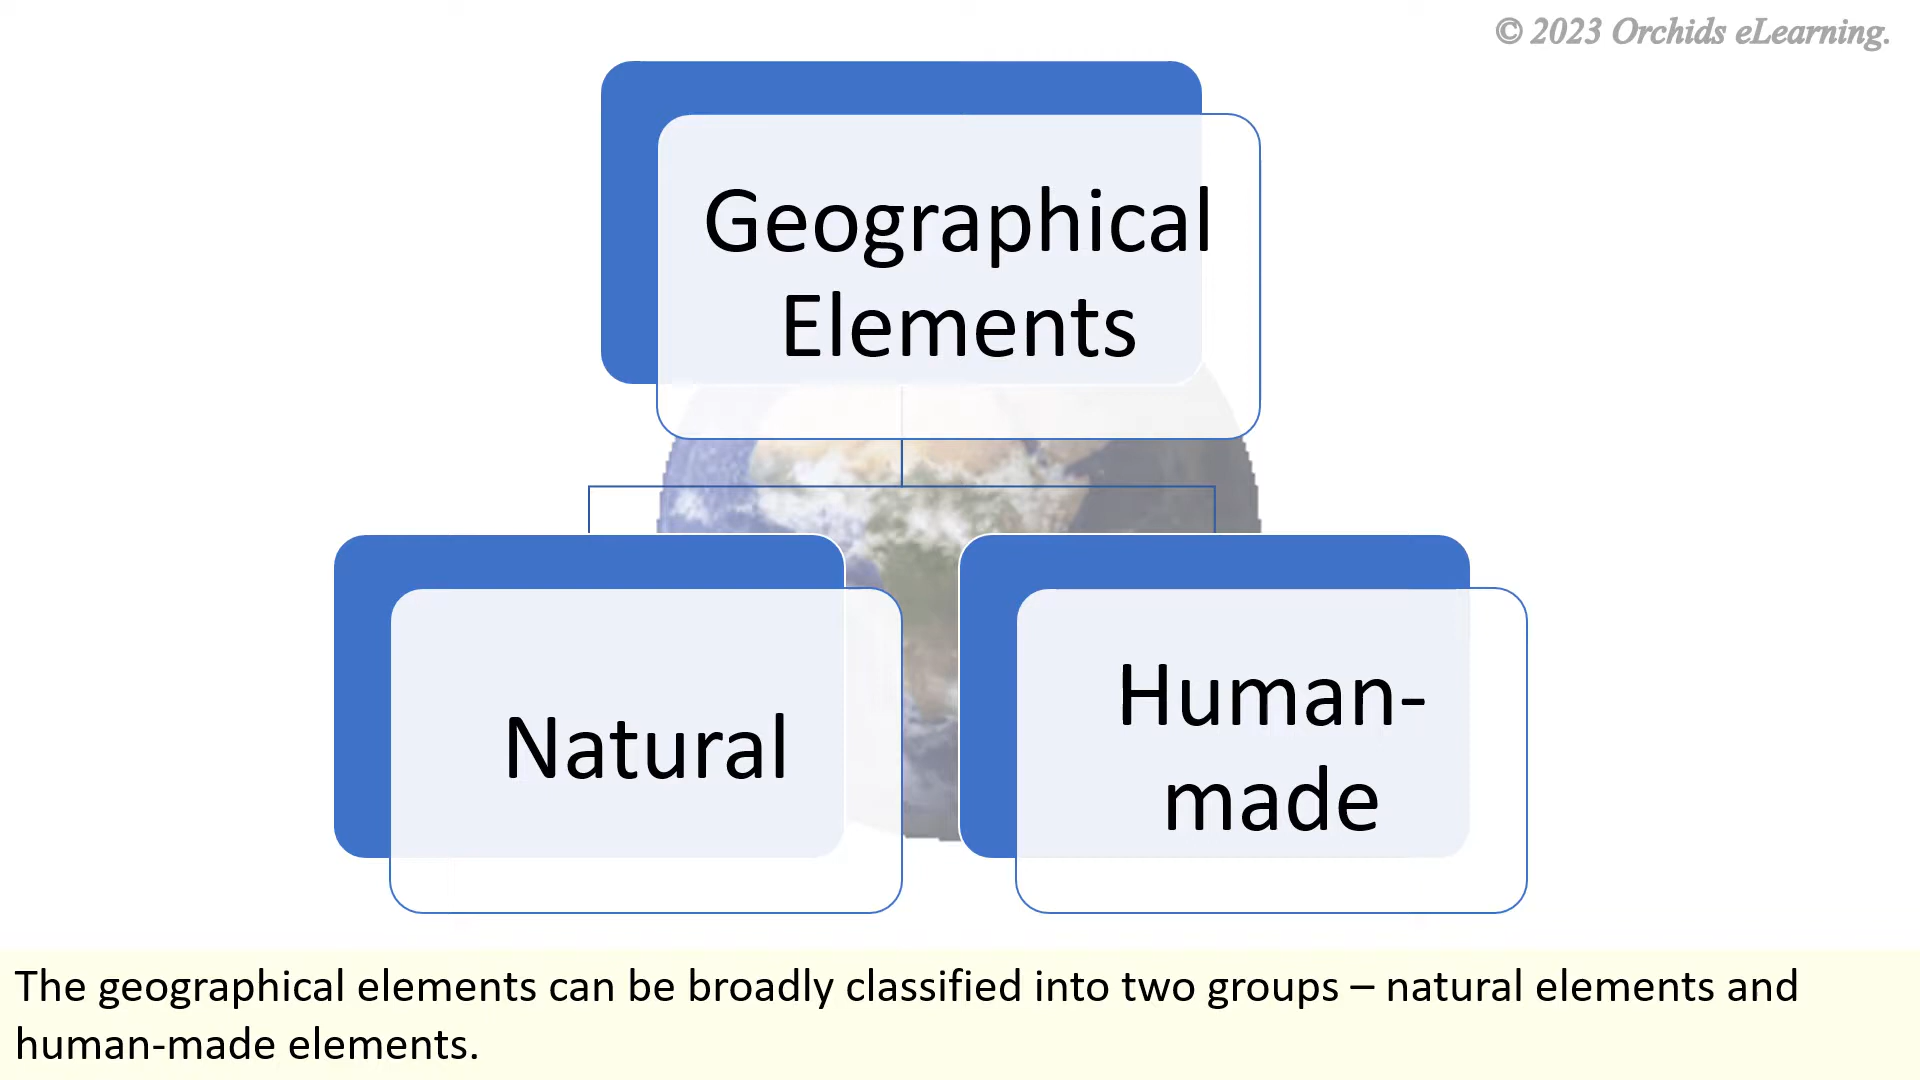 © 2023 Orchids eLearning.
Geographical
Elements
Natural
Human-
made
The geographical elements can be broadly classified into two groups – natural elements and
human-made elements.